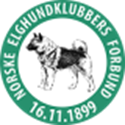 NORSKE ELGHUNDKLUBBERS FORBUND
16.11.1899